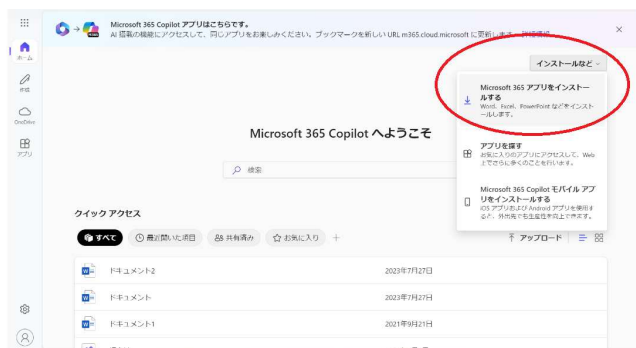 Microsoft 365 Copilot アプリはこちらです。
AI 搭載の機能にアクセスして、同じアプリをお楽しみください。ブックマークを新しい URL m365.cloud.microsoft に更新します
ホーム
作成
OneDrive
アプリ
インストールなど
Microsoft 365 アプリをインストー
ルする
Word、Excel、PowerPoint などをインスト
ールします。
アプリを探す
お気に入りのアプリにアクセスして、Web
上でさらに多くのことを行います。
Microsoft 365 Copilot モバイル アプ
リをインストールする
iOS アプリおよび Android アプリを使用す
ると、外出先でも生産性を向上できます。
Microsoft 365 Copilot へようこそ
検索
クイック アクセス
すべて
最近開いた項目
共有済み
お気に入り
アップロード
ドキュメント2 2023年7月27日
ドキュメント 2023年7月27日
ドキュメント1 2021年9月21日